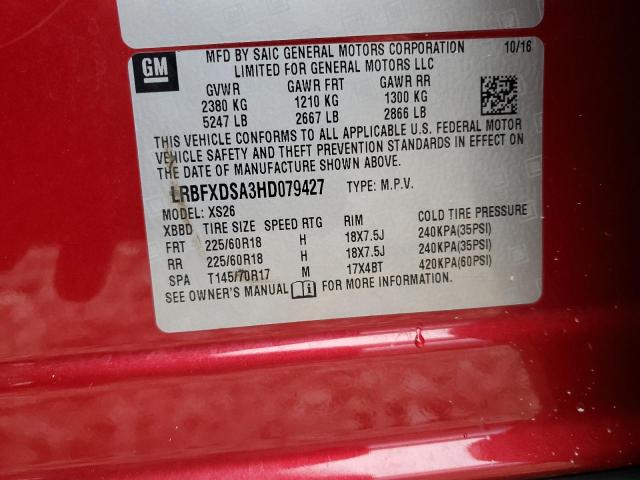 GM
MFD BY SAIC GENERAL MOTORS CORPORATION 10/16
LIMITED FOR GENERAL MOTORS LLC
GVWR GAWR FRT GAWR RR
2380 KG 1210 KG 1300 KG
5247 LB 2667 LB 2866 LB
THIS VEHICLE CONFORMS TO ALL APPLICABLE U.S. FEDERAL MOTOR
VEHICLE SAFETY AND THEFT PREVENTION STANDARDS IN EFFECT ON
THE DATE OF MANUFACTURE SHOWN ABOVE.
LRBFXDSA3HD079427 TYPE: M.P.V.
MODEL: XS26
XBBD TIRE SIZE SPEED RTG RIM COLD TIRE PRESSURE
FRT 225/60R18 H 18X7.5J 240KPA(35PSI)
RR 225/60R18 H 18X7.5J 240KPA(35PSI)
SPA T145/70R17 M 17X4BT 420KPA(60PSI)
SEE OWNER'S MANUAL FOR MORE INFORMATION.